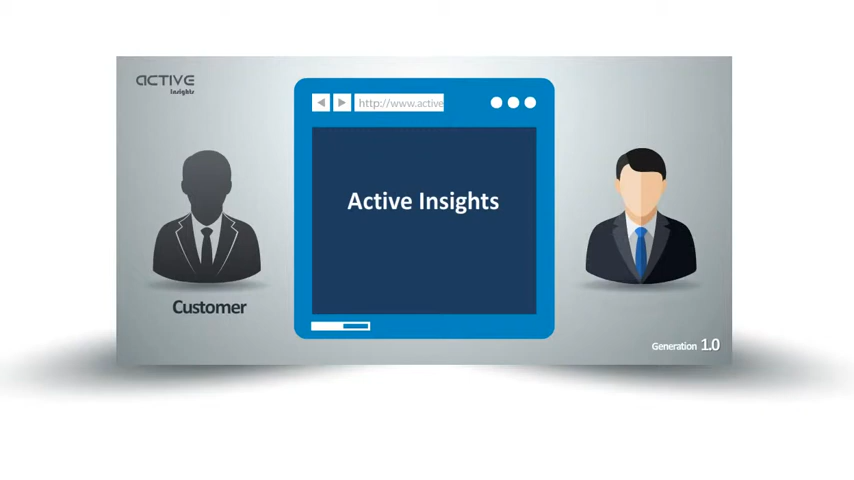 ACTIVE
Insights
http://www.active
Active Insights
Customer
Generation 1.0